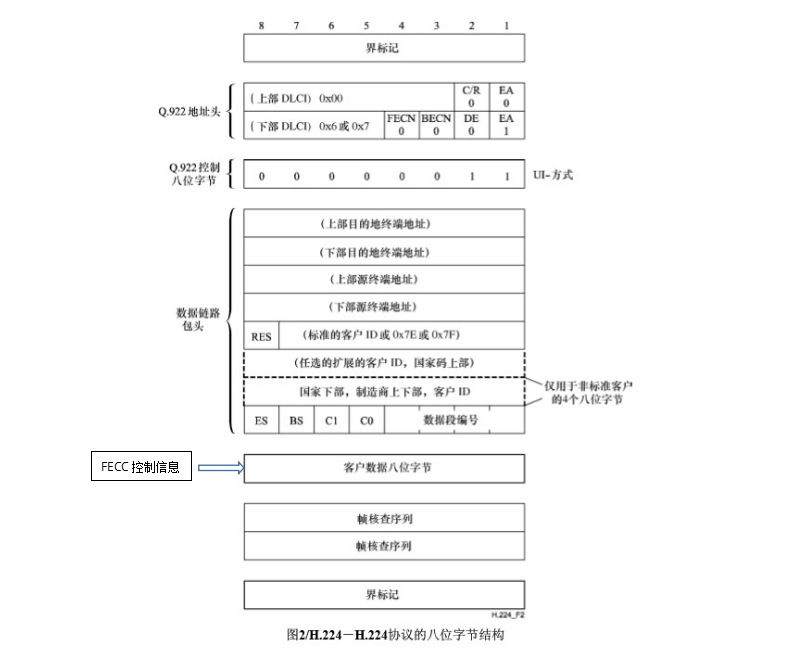 8 7 6 5 4 3 2 1
界标记
Q.922 地址头
(上部 DLCI) 0x00
C/R
0
EA
0
(下部 DLCI) 0x6 或 0x7
FECN
0
BECN
0
DE
0
EA
1
Q.922 控制
八位字节
0 0 0 0 0 0 1 1
UI-方式
数据链路
包头
(上部目的地终端地址)
(下部目的地终端地址)
(上部源终端地址)
(下部源终端地址)
RES
(标准的客户 ID 或 0x7E 或 0x7F)
(任选的扩展的客户 ID, 国家码上部)
国家下部, 制造商上下部, 客户 ID
仅用于非标准客户
的4个八位字节
ES BS C1 C0 数据段编号
FECC 控制信息
客户数据八位字节
帧核查序列
帧核查序列
界标记
H.224_F2
图2/H.224－H.224协议的八位字节结构